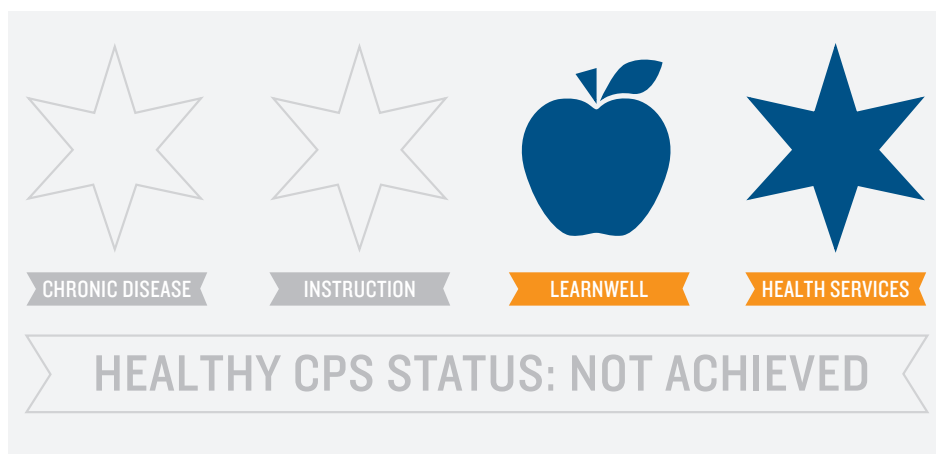 CHRONIC DISEASE
INSTRUCTION
LEARNWELL
HEALTH SERVICES
HEALTHY CPS STATUS: NOT ACHIEVED